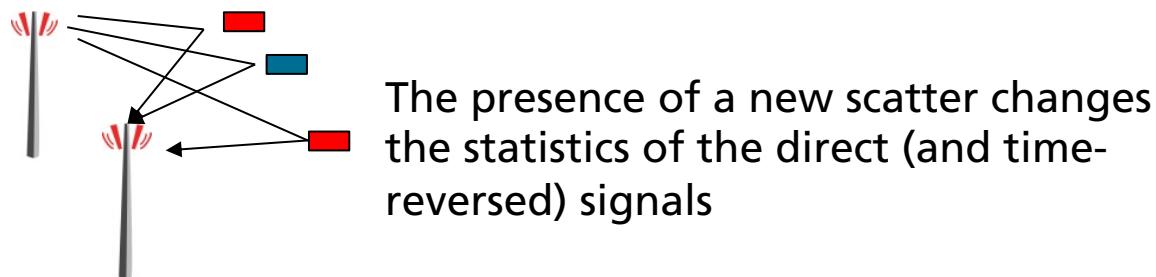 The presence of a new scatter changes
the statistics of the direct (and time-
reversed) signals